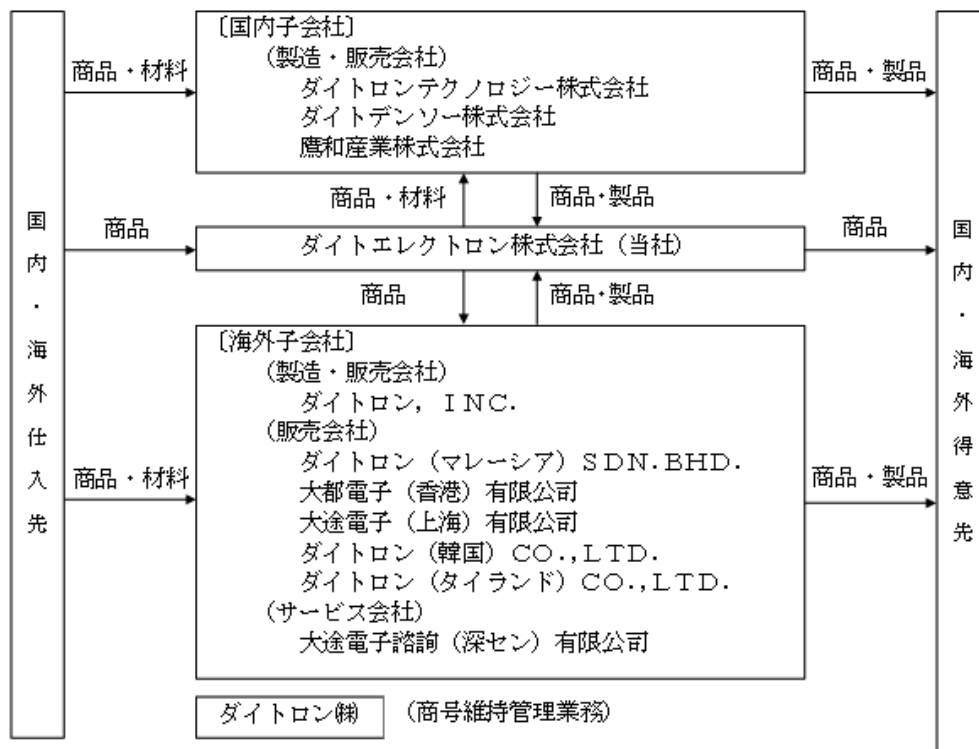 国内・海外仕入先
商品・材料
〔国内子会社〕
(製造・販売会社)
ダイトロンテクノロジー株式会社
ダイトデンソー株式会社
鷹和産業株式会社
商品・製品
商品・材料
商品・製品
商品
ダイトエレクトロン株式会社（当社）
商品
商品
商品・製品
〔海外子会社〕
(製造・販売会社)
ダイトロン，ＩＮＣ．
(販売会社)
ダイトロン（マレーシア）ＳＤＮ．ＢＨＤ．
大都電子（香港）有限公司
大途電子（上海）有限公司
ダイトロン（韓国）ＣＯ．，ＬＴＤ．
ダイトロン（タイランド）ＣＯ．，ＬＴＤ．
(サービス会社)
大途電子諮詢（深セン）有限公司
商品・材料
商品・製品
国内・海外得意先
ダイトロン㈱
（商号維持管理業務）